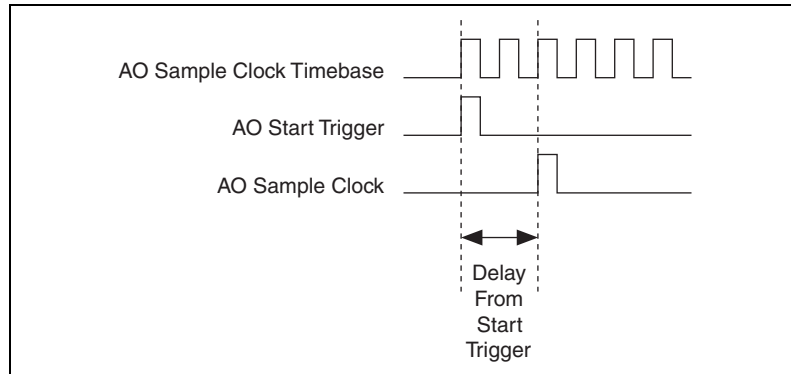 AO Sample Clock Timebase
AO Start Trigger
AO Sample Clock
Delay
From
Start
Trigger